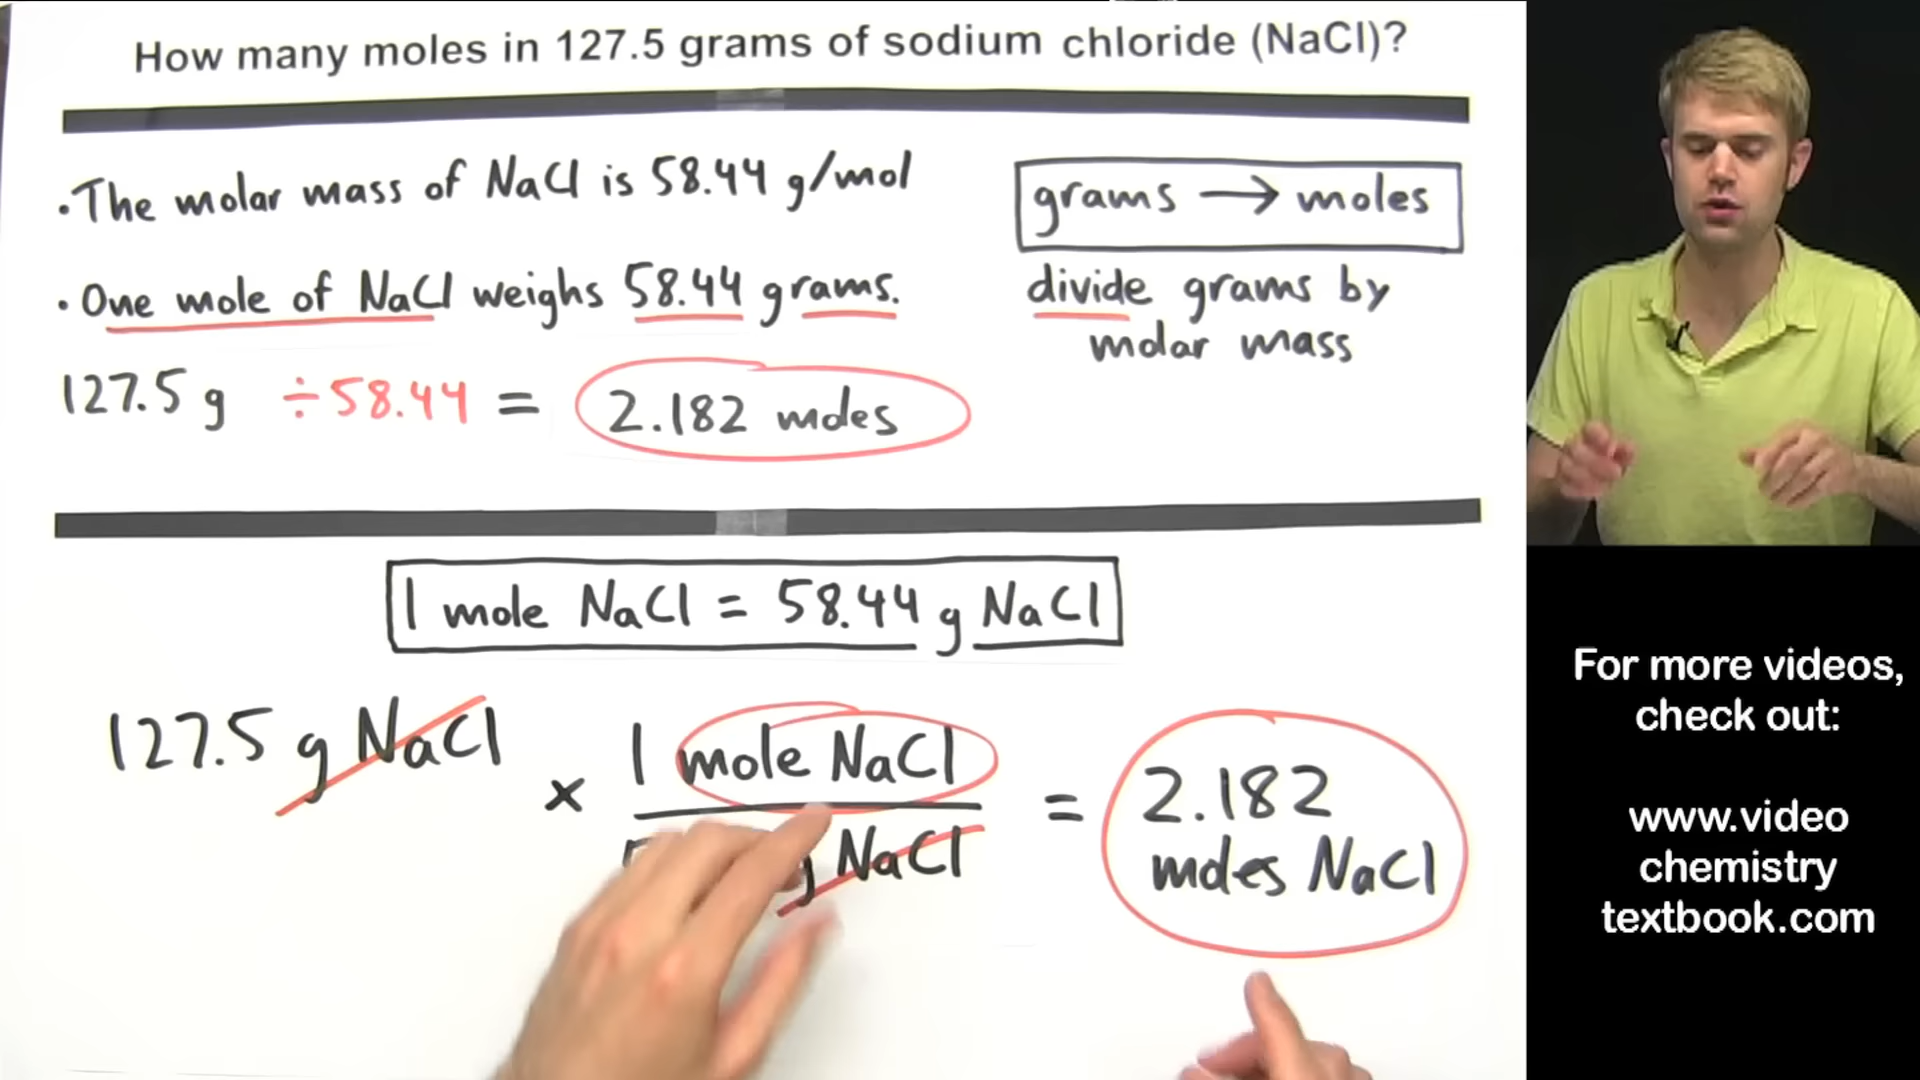 How many moles in 127.5 grams of sodium chloride (NaCl)?
• The molar mass of NaCl is 58.44 g/mol
• One mole of NaCl weighs 58.44 grams.
127.5 g ÷ 58.44 = 2.182 moles
grams → moles
divide grams by
molar mass
1 mole NaCl = 58.44 g NaCl
127.5 g NaCl × 1 mole NaCl
g NaCl
= 2.182
moles NaCl
For more videos,
check out:
www.video
chemistry
textbook.com